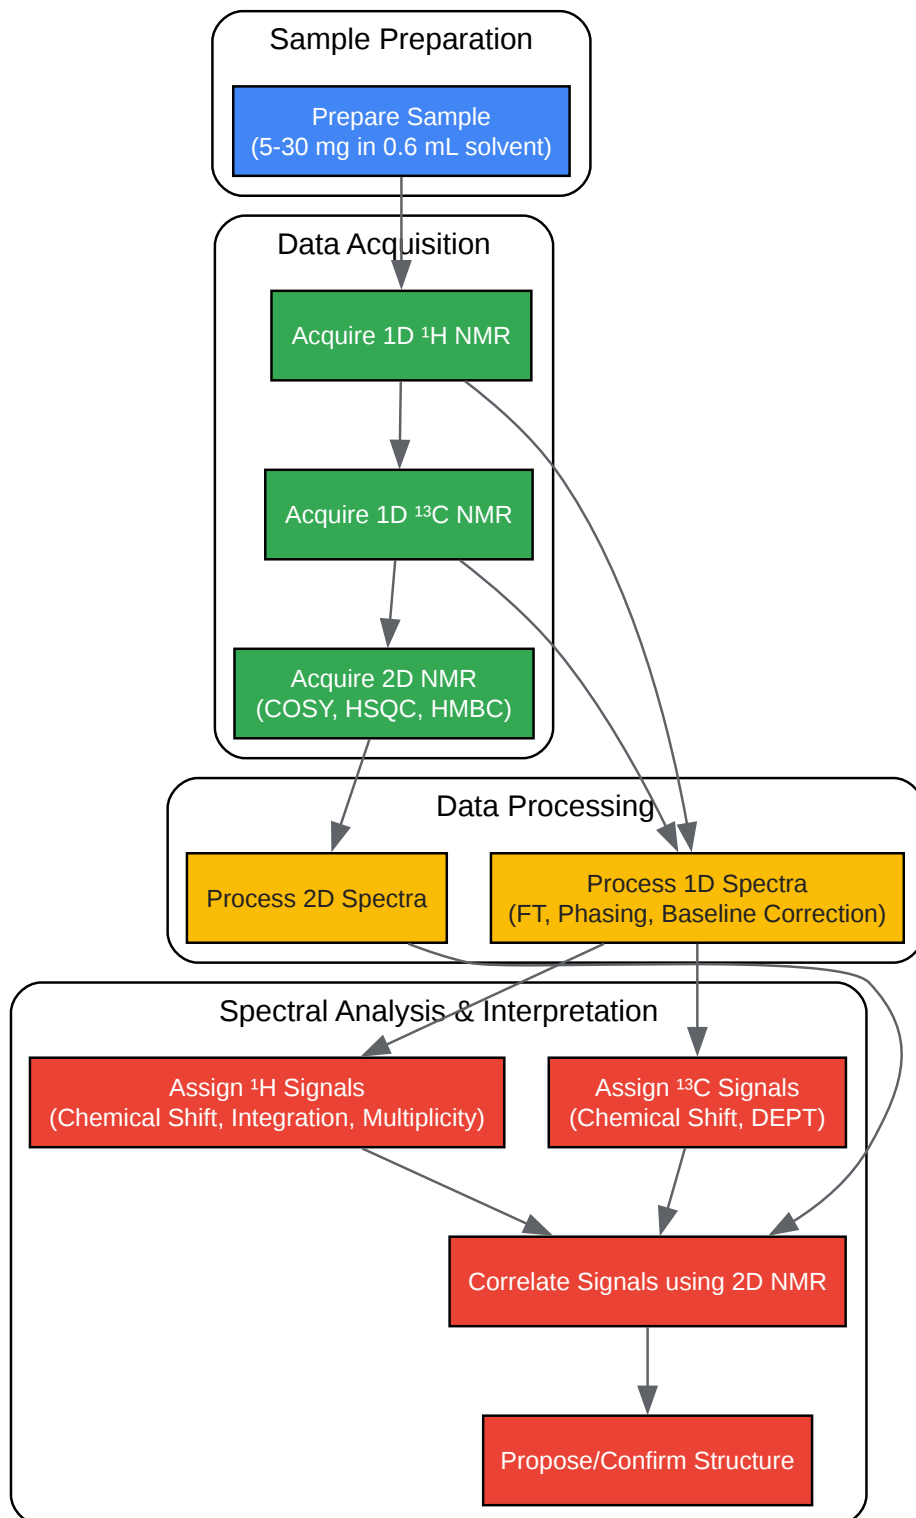 Sample Preparation
Prepare Sample
(5-30 mg in 0.6 mL solvent)
Data Acquisition
Acquire 1D ¹H NMR
Acquire 1D ¹³C NMR
Acquire 2D NMR
(COSY, HSQC, HMBC)
Data Processing
Process 2D Spectra
Process 1D Spectra
(FT, Phasing, Baseline Correction)
Spectral Analysis & Interpretation
Assign ¹H Signals
(Chemical Shift, Integration, Multiplicity)
Assign ¹³C Signals
(Chemical Shift, DEPT)
Correlate Signals using 2D NMR
Propose/Confirm Structure